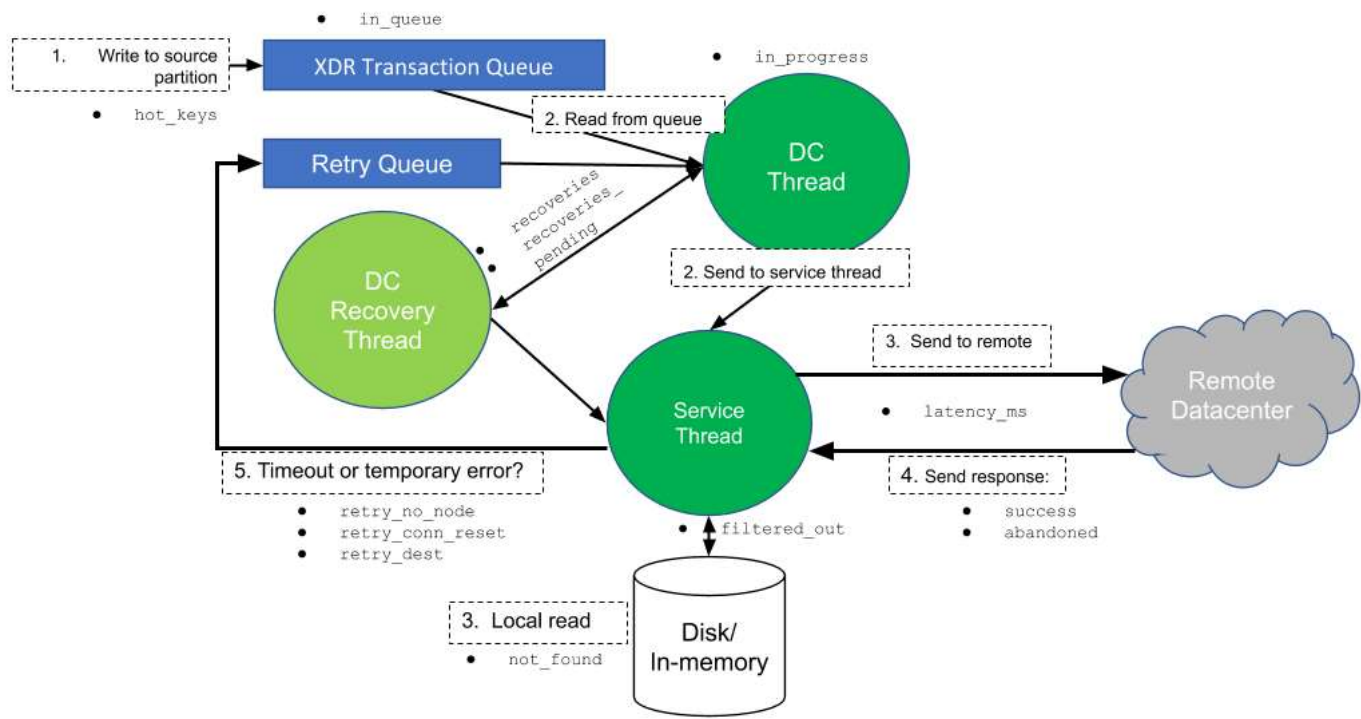 • in_queue
1. Write to source
partition
XDR Transaction Queue
• in_progress
• hot_keys
2. Read from queue
DC
Thread
Retry Queue
• recoveries
• recoveries_
pending
DC
Recovery
Thread
2. Send to service thread
3. Send to remote
Remote
Datacenter
Service
Thread
• latency_ms
5. Timeout or temporary error?
4. Send response:
• retry_no_node
• retry_conn_reset
• retry_dest
• success
• abandoned
• filtered_out
3. Local read
• not_found
Disk/
In-memory